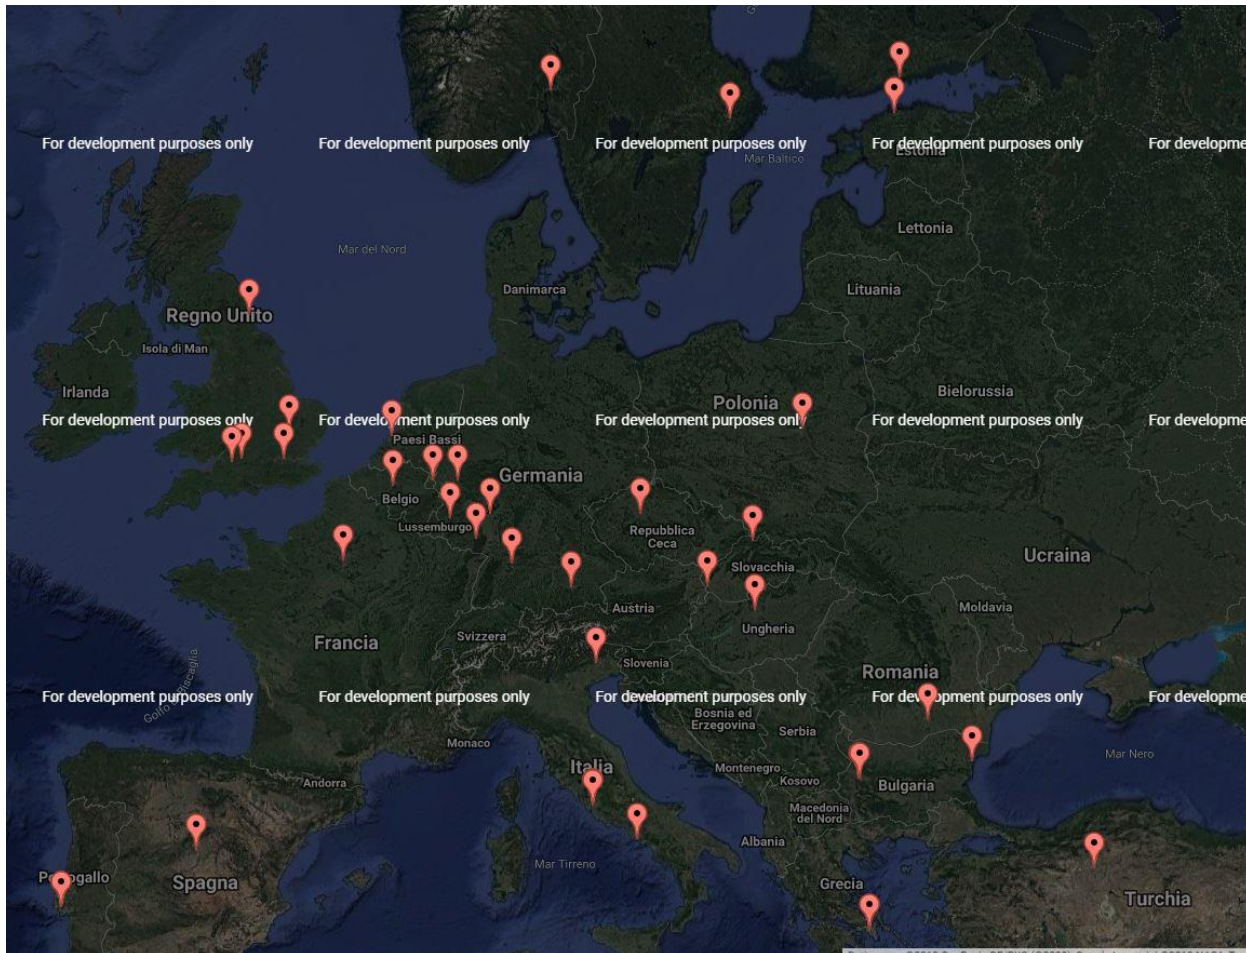 For development purposes only
For development purposes only
For development purposes only
For development purposes only
For developme
Mar Baltico
Estonia
Lettonia
Mar del Nord
Danimarca
Lituania
Regno Unito
Isola di Man
Irlanda
Bielorussia
Polonia
For development purposes only
For development purposes only
For development purposes only
For development purposes only
For developme
Paesi Bassi
Germania
Belgio
Lussemburgo
Repubblica
Ceca
Ucraina
Slovacchia
Austria
Moldavia
Ungheria
Svizzera
Francia
Slovenia
Romania
For development purposes only
For development purposes only
For development purposes only
For development purposes only
For developme
Bosnia ed
Erzegovina
Serbia
Monaco
Mar Nero
Italia
Montenegro
Kosovo
Andorra
Bulgaria
Macedonia
del Nord
Albania
Mar Tirreno
Portogallo
Spagna
Grecia
Turchia